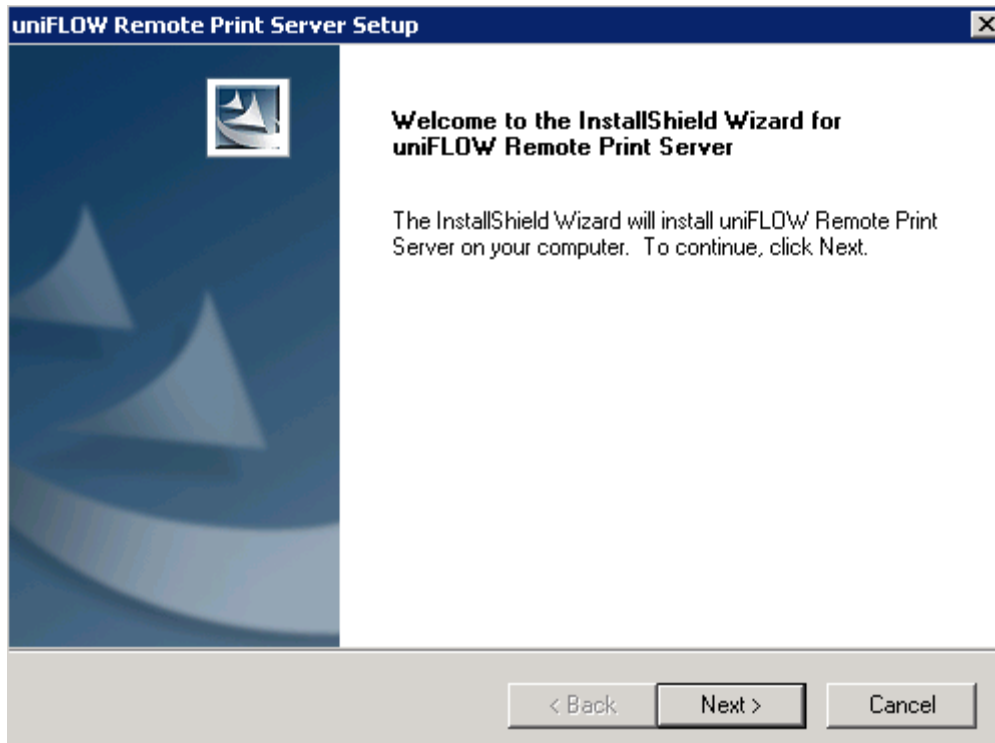 uniFLOW Remote Print Server Setup
Welcome to the InstallShield Wizard for
uniFLOW Remote Print Server
The InstallShield Wizard will install uniFLOW Remote Print
Server on your computer.  To continue, click Next.
< Back
Next >
Cancel